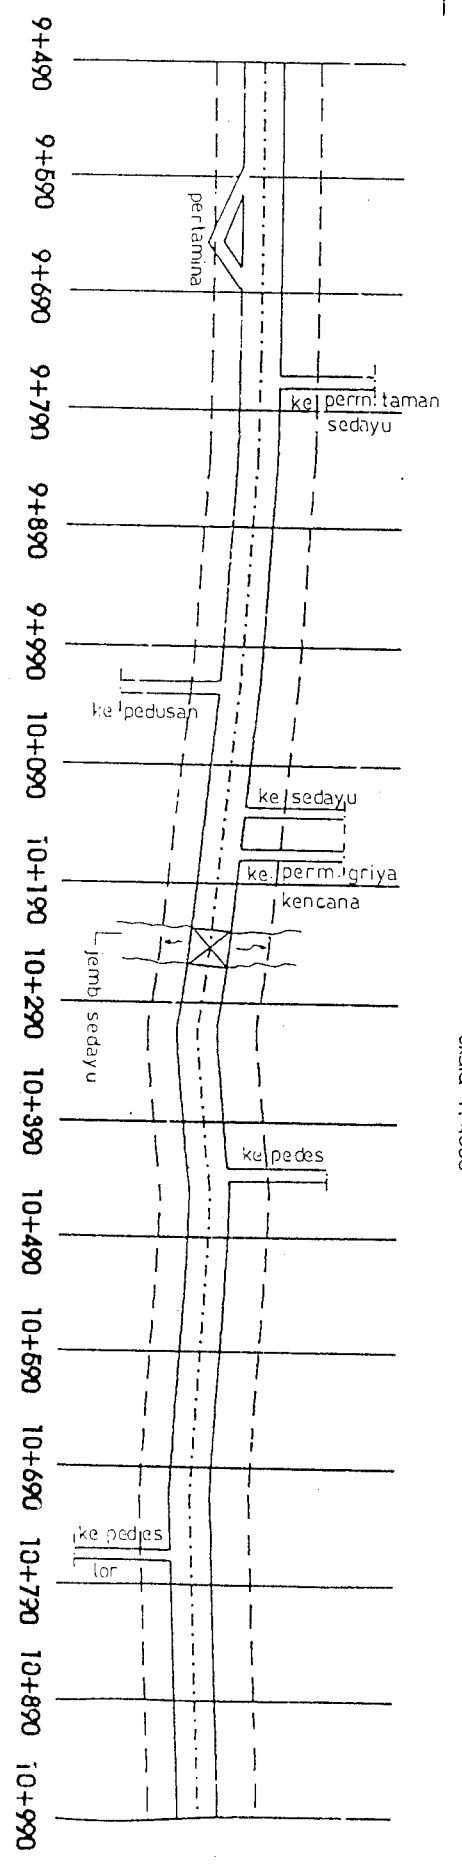 9+490
9+590
pertamina
9+690
ke perm. taman
sedayu
9+790
9+890
9+990
ke pedusan
10+090
ke sedayu
ke perm. griya
kencana
10+190
jemb sedayu
10+290
10+390
ke pedes
10+490
10+590
10+690
ke pedes
lor
10+790
10+890
10+990